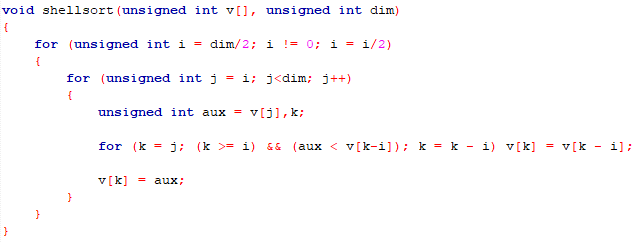 void shellsort(unsigned int v[], unsigned int dim)
{
    for (unsigned int i = dim/2; i != 0; i = i/2)
    {
        for (unsigned int j = i; j<dim; j++)
        {
            unsigned int aux = v[j],k;
            for (k = j; (k >= i) && (aux < v[k-i]); k = k - i) v[k] = v[k - i];
            v[k] = aux;
        }
    }
}